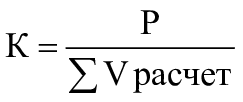 К = Р / ∑ V расчет